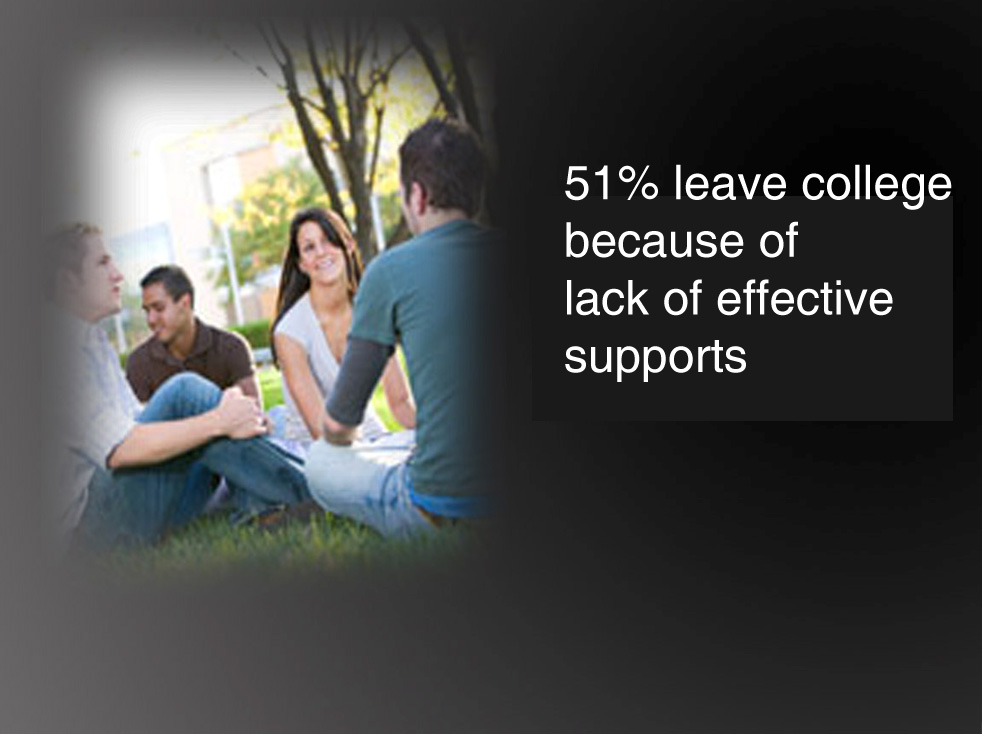 51% leave college
because of
lack of effective
supports